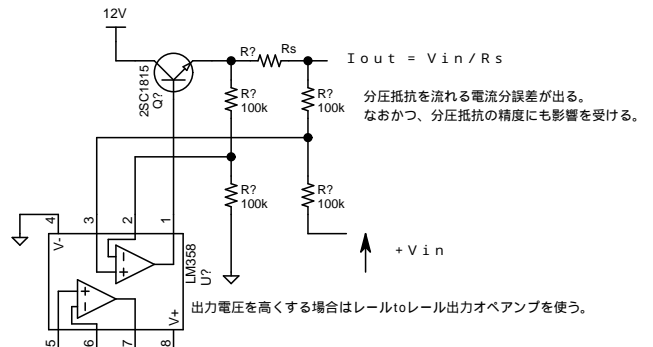 12V
R?
Rs
Iout = Vin/Rs
2SC1815
Q?
R?
100k
R?
100k
分圧抵抗を流れる電流分誤差が出る。
なおかつ、分圧抵抗の精度にも影響を受ける。
R?
100k
R?
100k
4
3
2
1
V-
+Vin
LM358
U?
出力電圧を高くする場合はレールtoレール出力オペアンプを使う。
V+
5
6
7
8